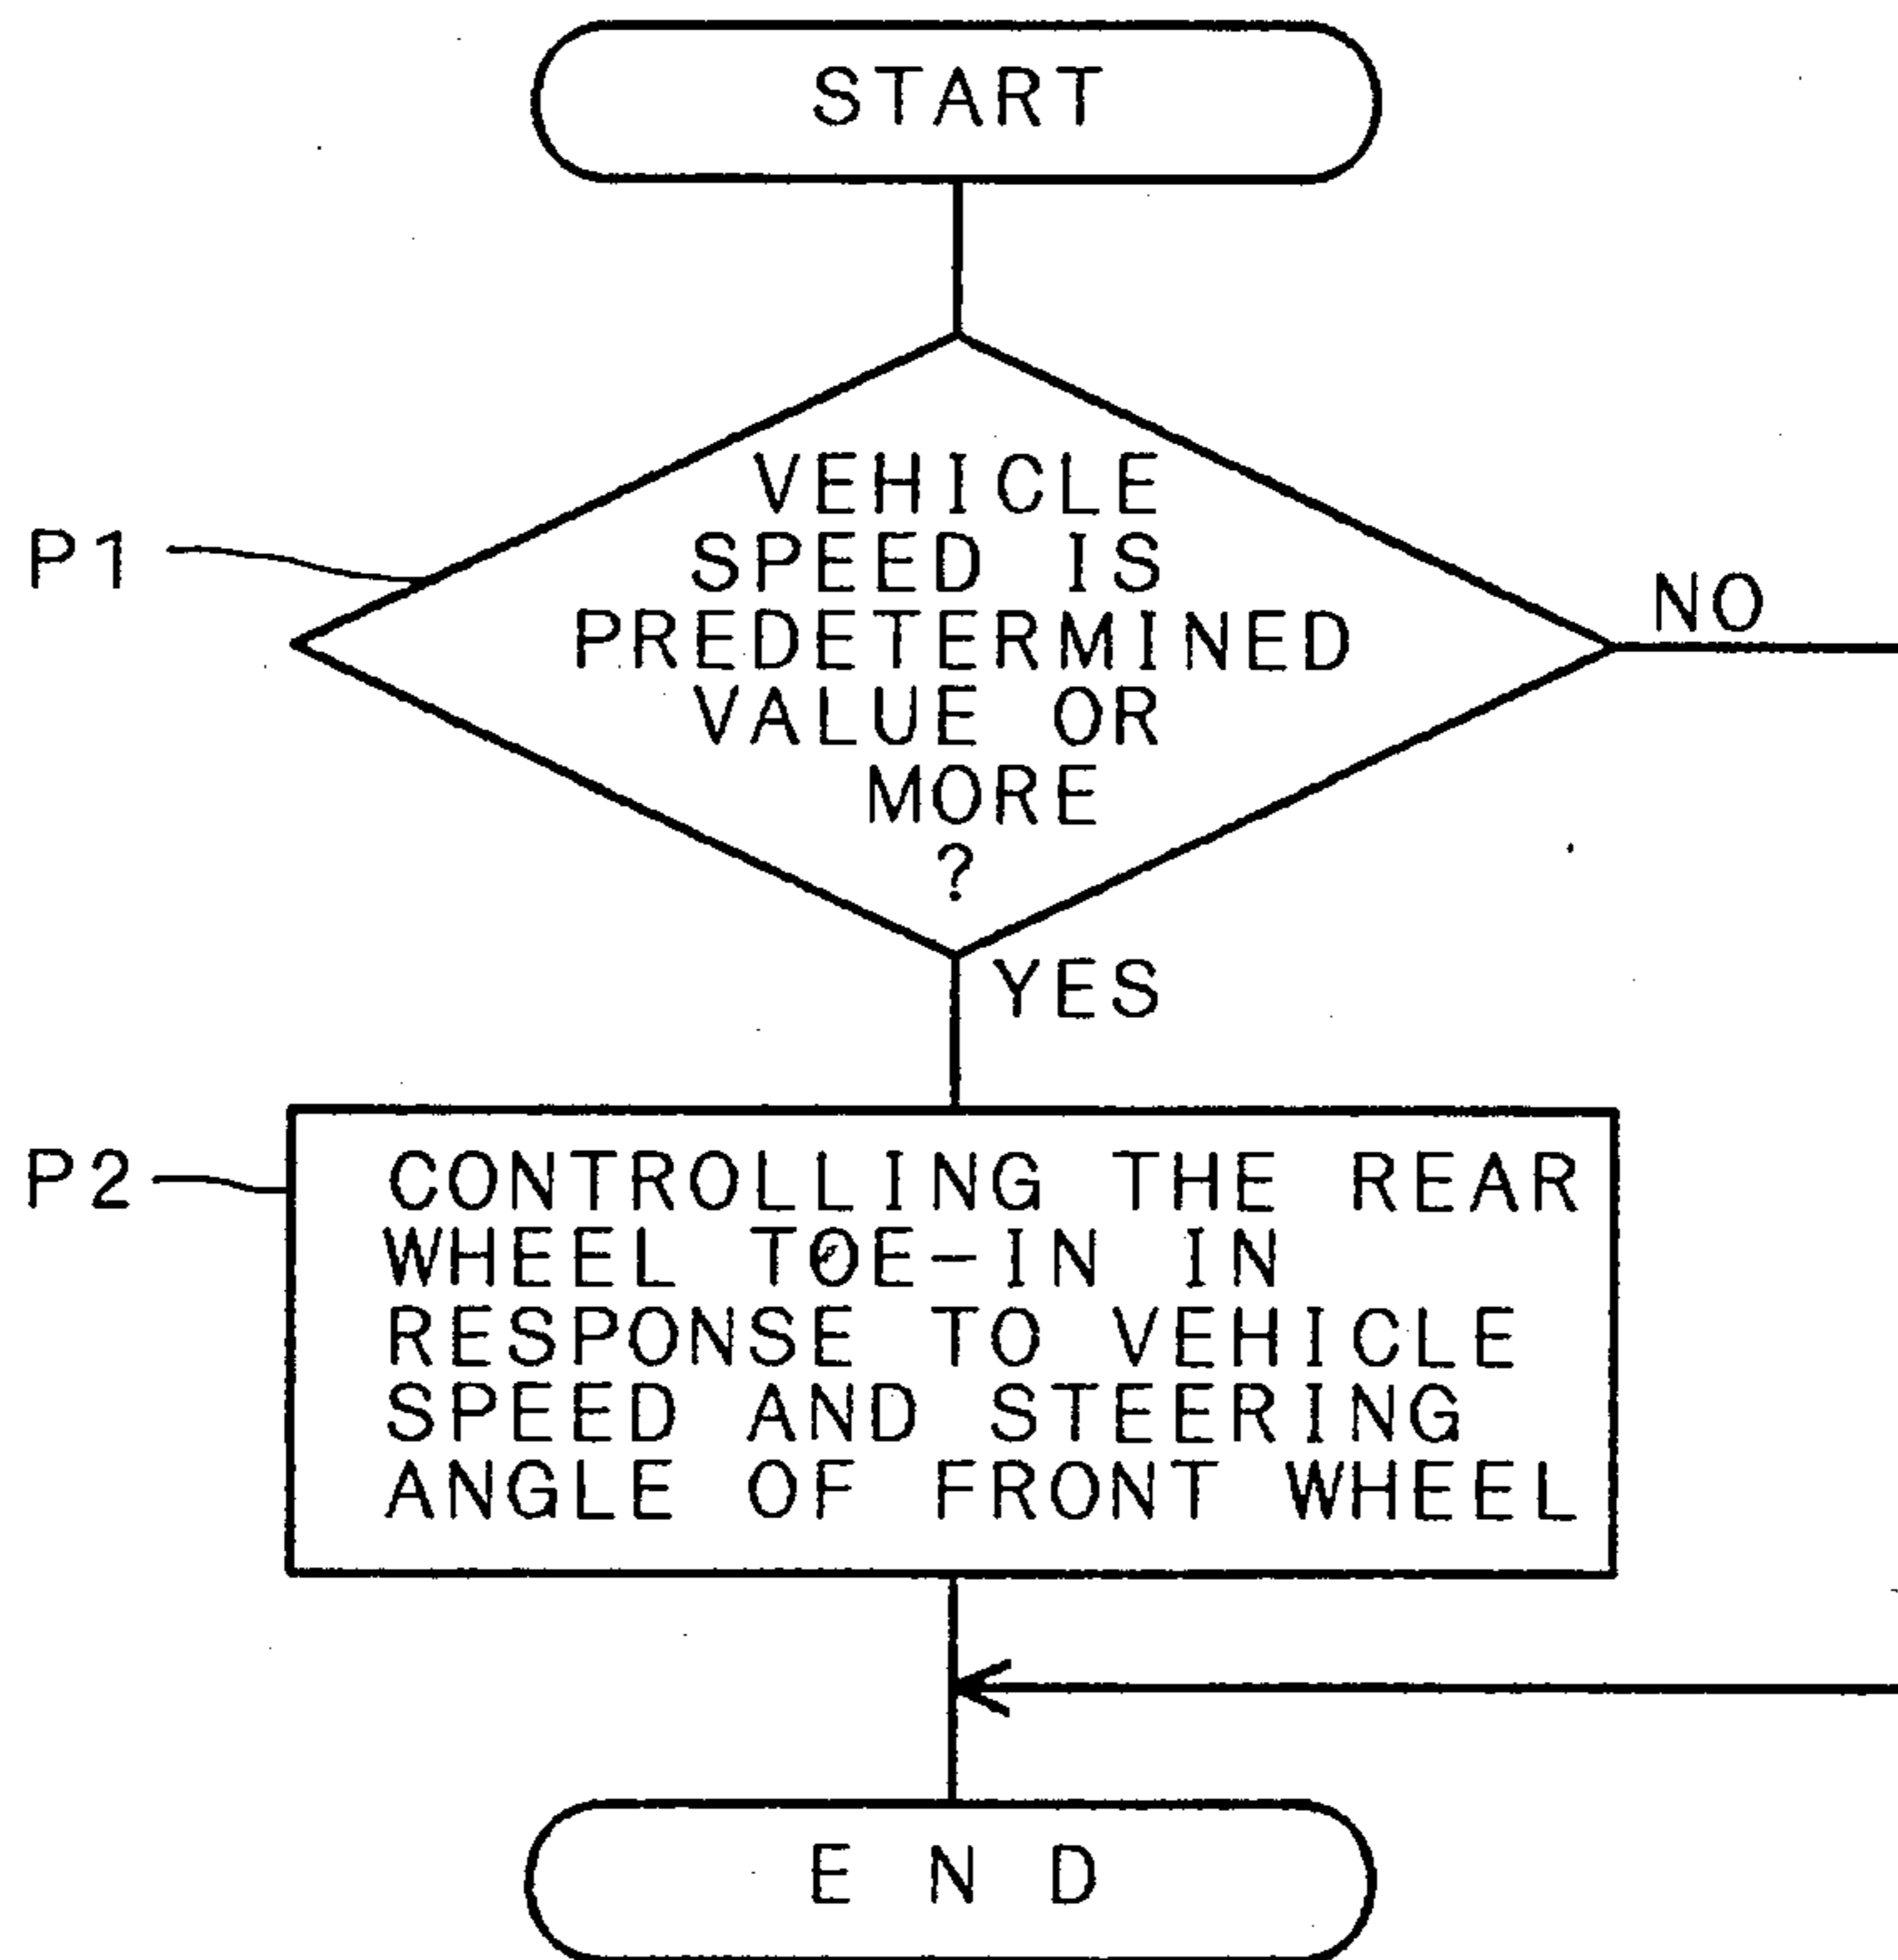 START
P1
VEHICLE
SPEED IS
PREDETERMINED
VALUE OR
MORE
?
NO
YES
P2
CONTROLLING THE REAR
WHEEL TOE-IN IN
RESPONSE TO VEHICLE
SPEED AND STEERING
ANGLE OF FRONT WHEEL
END